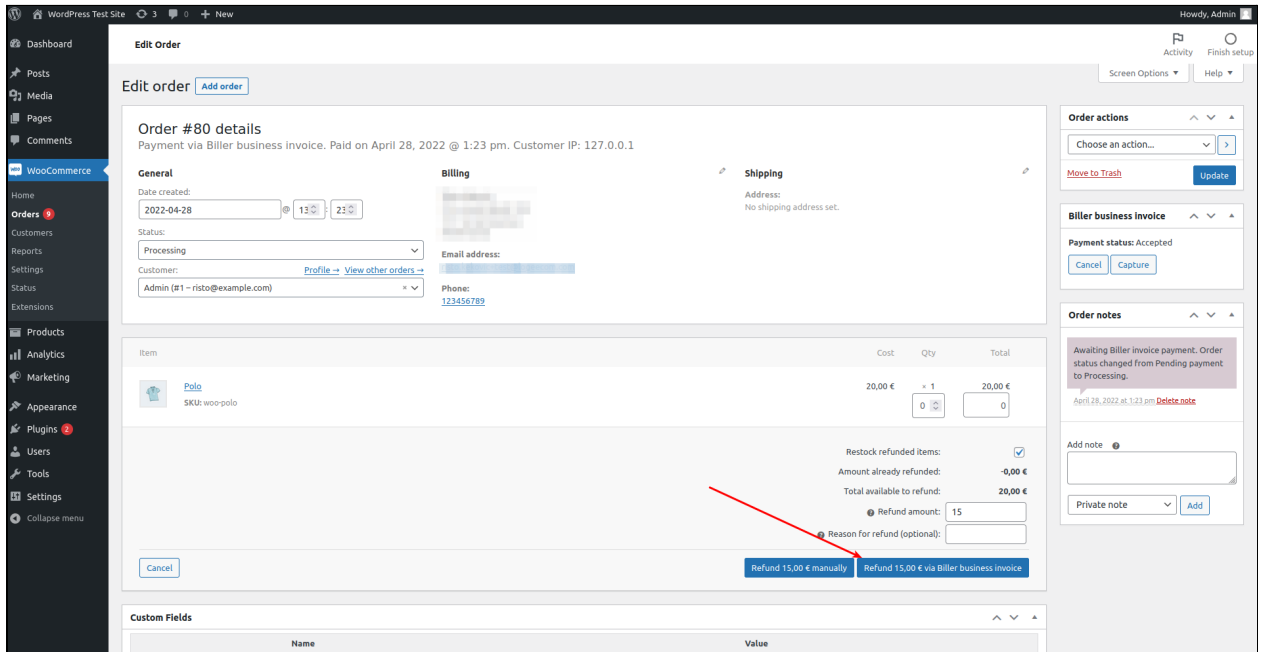 WordPress Test Site 3 0 + New Howdy, Admin
Dashboard
Posts
Media
Pages
Comments
WooCommerce
Home
Orders 9
Customers
Reports
Settings
Status
Extensions
Products
Analytics
Marketing
Appearance
Plugins 2
Users
Tools
Settings
Collapse menu
Edit Order
Activity
Finish setup
Screen Options ▼
Help ▼
Edit order Add order
Order #80 details
Payment via Biller business invoice. Paid on April 28, 2022 @ 1:23 pm. Customer IP: 127.0.0.1
General
Date created:
2022-04-28 @ 13 : 23
Status:
Processing
Customer: Profile → View other orders →
Admin (#1 – risto@example.com) ×
Billing
Email address:
Phone:
123456789
Shipping
Address:
No shipping address set.
Item Cost Qty Total
Polo 20,00 € × 1 20,00 €
SKU: woo-polo
0 0
Restock refunded items:
Amount already refunded: -0,00 €
Total available to refund: 20,00 €
Refund amount: 15
Reason for refund (optional):
Cancel
Refund 15,00 € manually
Refund 15,00 € via Biller business invoice
Custom Fields
Name Value
Order actions
Choose an action...
Move to Trash Update
Biller business invoice
Payment status: Accepted
Cancel Capture
Order notes
Awaiting Biller invoice payment. Order
status changed from Pending payment
to Processing.
April 28, 2022 at 1:23 pm Delete note
Add note
Private note Add